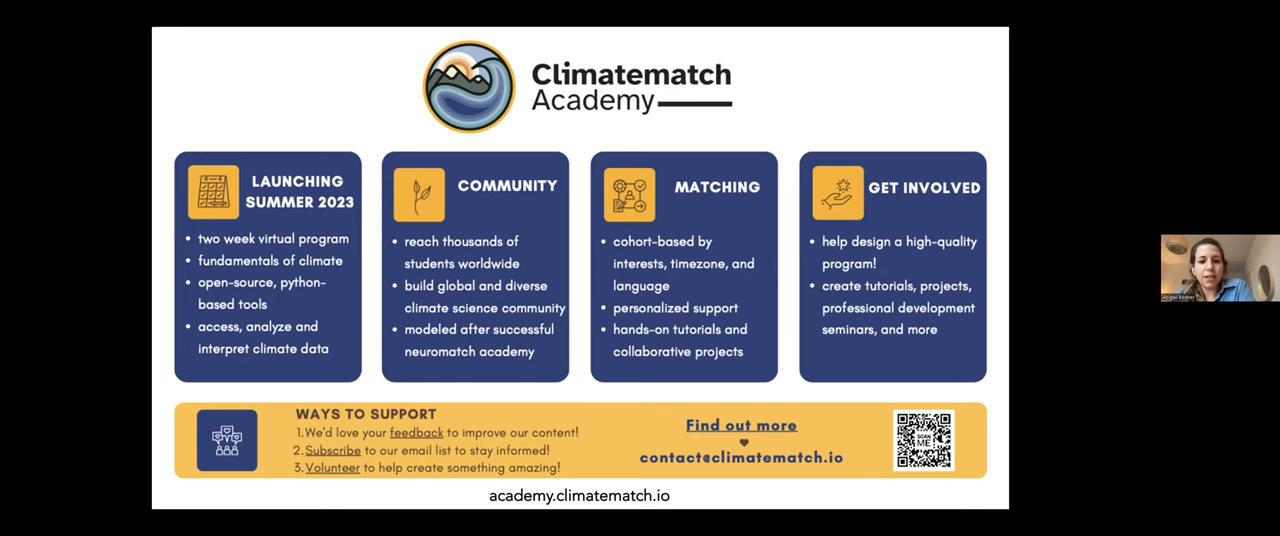 Climatematch
Academy
LAUNCHING
SUMMER 2023
• two week virtual program
• fundamentals of climate
• open-source, python-
based tools
• access, analyze and
interpret climate data
COMMUNITY
• reach thousands of
students worldwide
• build global and diverse
climate science community
• modeled after successful
neuromatch academy
MATCHING
• cohort-based by
interests, timezone, and
language
• personalized support
• hands-on tutorials and
collaborative projects
GET INVOLVED
• help design a high-quality
program!
• create tutorials, projects,
professional development
seminars, and more
WAYS TO SUPPORT
1. We'd love your feedback to improve our content!
2. Subscribe to our email list to stay informed!
3. Volunteer to help create something amazing!
Find out more
contact@climatematch.io
SCAN
ME
academy.climatematch.io
Abigail Bodner